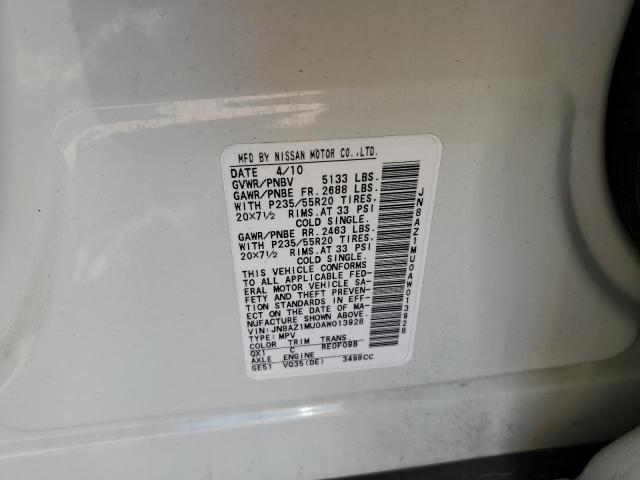 MFD BY NISSAN MOTOR CO.,LTD.
DATE 4/10
GVWR/PNBV 5133 LBS.
GAWR/PNBE FR. 2688 LBS.
WITH P235/55R20 TIRES.
20X7½ RIMS.AT 33 PSI
COLD SINGLE.
GAWR/PNBE RR. 2463 LBS.
WITH P235/55R20 TIRES.
20X7½ RIMS.AT 33 PSI
COLD SINGLE.
THIS VEHICLE CONFORMS
TO ALL APPLICABLE FED-
ERAL MOTOR VEHICLE SA-
FETY AND THEFT PREVEN-
TION STANDARDS IN EFF-
ECT ON THE DATE OF MA-
NUFACTURE SHOWN ABOVE.
VIN: JN8AZ1MU0AW013928
TYPE: MPV
COLOR TRIM TRANS
QX1 C RE0F09B
AXLE ENGINE
GE51 VQ35(DE) 3498CC
JN8AZ1MU0AW013928